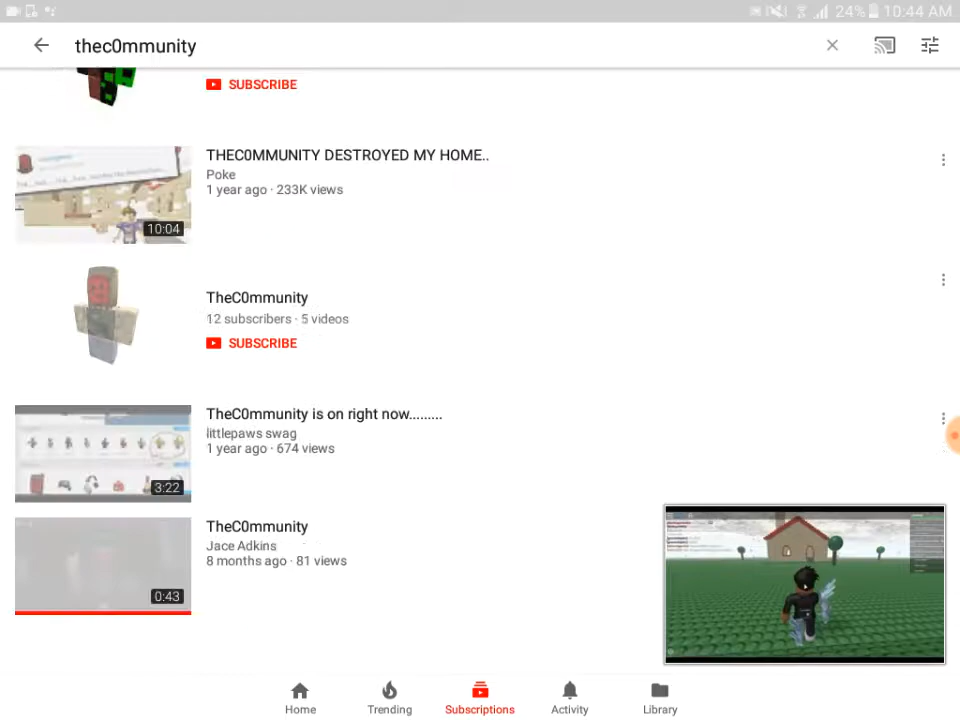 24% 10:44 AM
thec0mmunity
SUBSCRIBE
THEC0MMUNITY DESTROYED MY HOME..
Poke
1 year ago · 233K views
10:04
TheC0mmunity
12 subscribers · 5 videos
SUBSCRIBE
TheC0mmunity is on right now.........
littlepaws swag
1 year ago · 674 views
3:22
TheC0mmunity
Jace Adkins
8 months ago · 81 views
0:43
Home Trending Subscriptions Activity Library